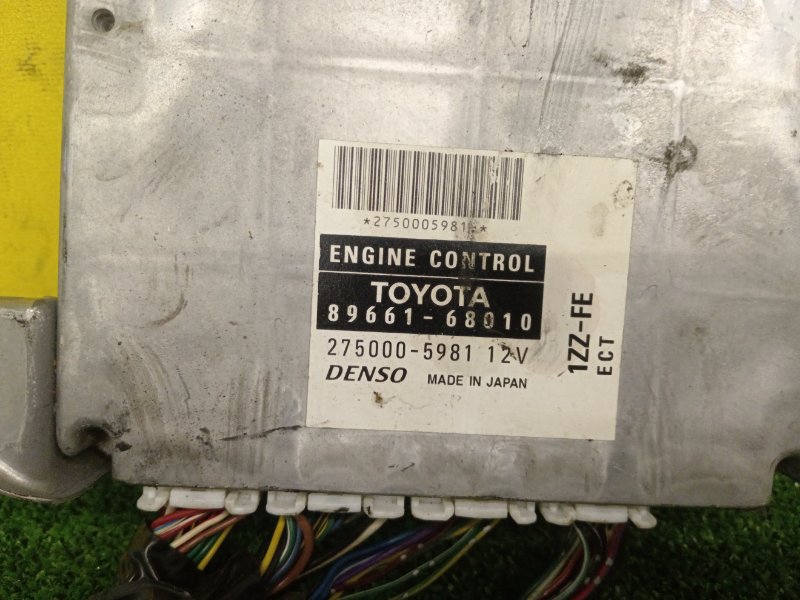 *2750005981*
ENGINE CONTROL
TOYOTA
89661-68010
275000-5981 12V
DENSO MADE IN JAPAN
1ZZ-FE
ECT